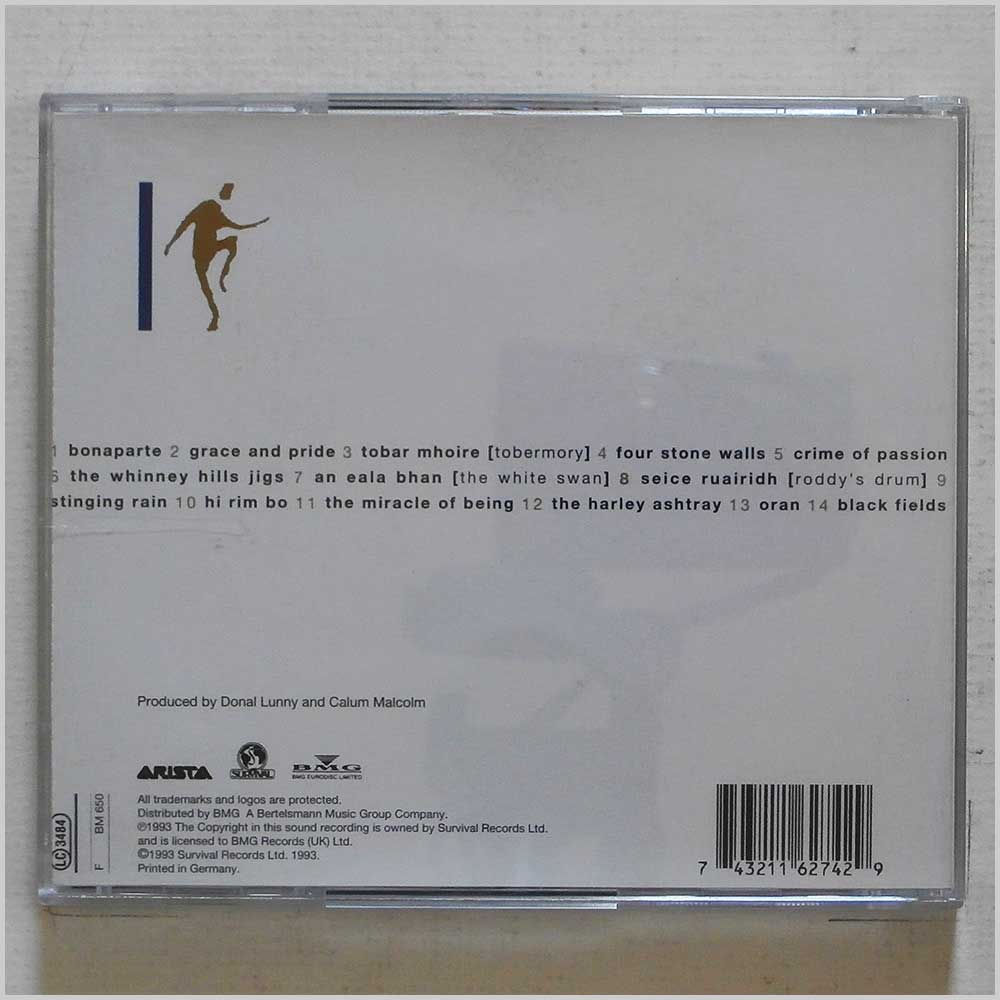 1 bonaparte 2 grace and pride 3 tobar mhoire [tobermory] 4 four stone walls 5 crime of passion
6 the whinney hills jigs 7 an eala bhan [the white swan] 8 seice ruairidh [roddy's drum] 9
stinging rain 10 hi rim bo 11 the miracle of being 12 the harley ashtray 13 oran 14 black fields
Produced by Donal Lunny and Calum Malcolm
ARISTA SURVIVAL BMG
BMG EURODISC LIMITED
All trademarks and logos are protected.
Distributed by BMG A Bertelsmann Music Group Company.
℗1993 The Copyright in this sound recording is owned by Survival Records Ltd.
and is licensed to BMG Records (UK) Ltd.
©1993 Survival Records Ltd. 1993.
Printed in Germany.
LC 3484
F BM 650
7 43211 62742 9